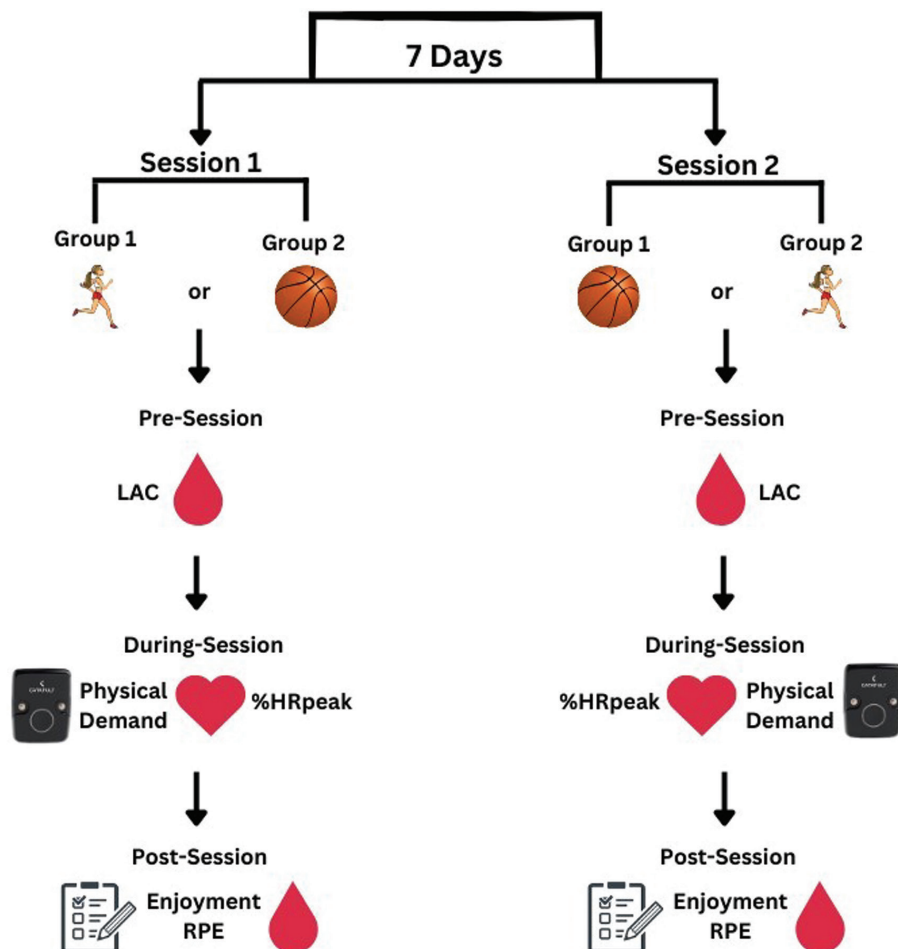 7 Days
Session 1
Session 2
Group 1
Group 2
Group 1
Group 2
or
or
Pre-Session
Pre-Session
LAC
LAC
During-Session
During-Session
CATAPULT
Physical
Demand
%HRpeak
%HRpeak
Physical
Demand
CATAPULT
Post-Session
Post-Session
Enjoyment
RPE
Enjoyment
RPE